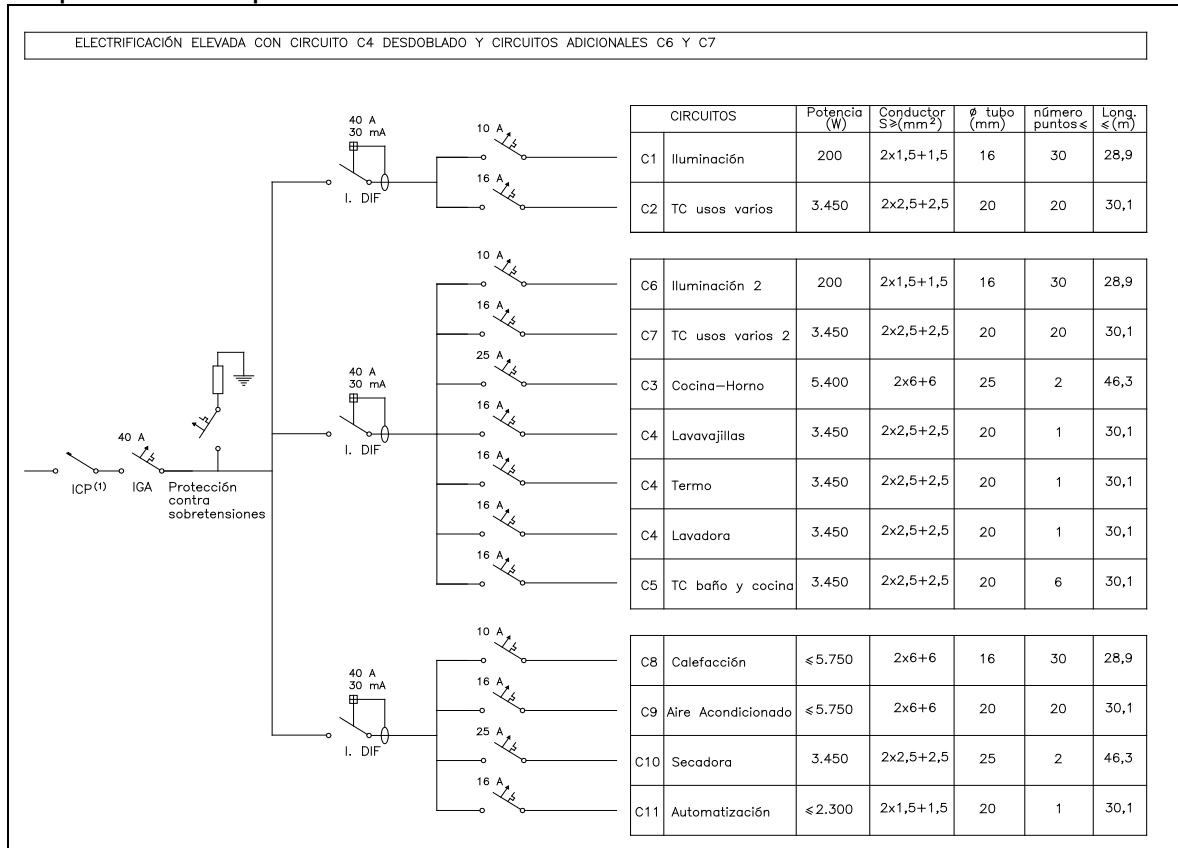 ELECTRIFICACIÓN ELEVADA CON CIRCUITO C4 DESDOBLADO Y CIRCUITOS ADICIONALES C6 Y C7
CIRCUITOS Potencia (W) Conductor S≥(mm²) ø tubo (mm) número puntos≤ Long. ≤(m)
40 A
30 mA
I. DIF
10 A C1 Iluminación 200 2x1,5+1,5 16 30 28,9
16 A C2 TC usos varios 3.450 2x2,5+2,5 20 20 30,1
40 A
30 mA
I. DIF
10 A C6 Iluminación 2 200 2x1,5+1,5 16 30 28,9
16 A C7 TC usos varios 2 3.450 2x2,5+2,5 20 20 30,1
25 A C3 Cocina-Horno 5.400 2x6+6 25 2 46,3
16 A C4 Lavavajillas 3.450 2x2,5+2,5 20 1 30,1
16 A C4 Termo 3.450 2x2,5+2,5 20 1 30,1
16 A C4 Lavadora 3.450 2x2,5+2,5 20 1 30,1
16 A C5 TC baño y cocina 3.450 2x2,5+2,5 20 6 30,1
40 A
ICP(1) IGA Protección
contra
sobretensiones
40 A
30 mA
I. DIF
10 A C8 Calefacción ≤5.750 2x6+6 16 30 28,9
16 A C9 Aire Acondicionado ≤5.750 2x6+6 20 20 30,1
25 A C10 Secadora 3.450 2x2,5+2,5 25 2 46,3
16 A C11 Automatización ≤2.300 2x1,5+1,5 20 1 30,1